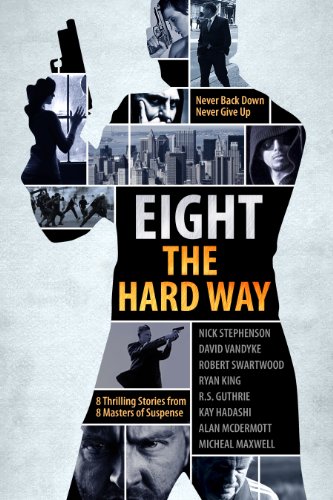 Never Back Down
Never Give Up
EIGHT
THE
HARD WAY
NICK STEPHENSON
DAVID VANDYKE
ROBERT SWARTWOOD
RYAN KING
R.S. GUTHRIE
KAY HADASHI
ALAN MCDERMOTT
MICHEAL MAXWELL
8 Thrilling Stories from
8 Masters of Suspense